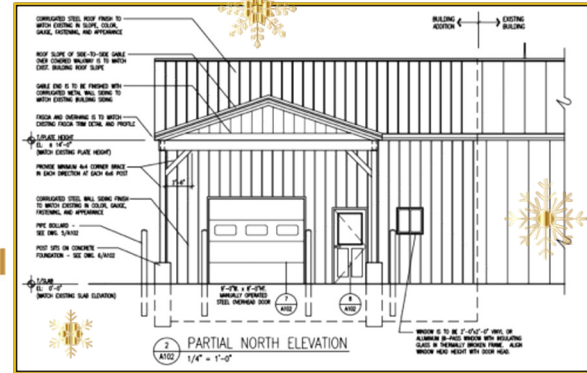 CORRUGATED STEEL ROOF FINISH TO
MATCH EXISTING IN SLOPE, COLOR,
GAUGE, FASTENING, AND APPEARANCE
BUILDING
ADDITION
EXISTING
BUILDING
ROOF SLOPE OF SIDE-TO-SIDE GABLE
OVER COVERED WALKWAY IS TO MATCH
EXIST. BUILDING ROOF SLOPE
GABLE END IS TO BE FINISHED WITH
CORRUGATED METAL WALL SIDING TO
MATCH EXISTING BUILDING SIDING
FASCIA AND OVERHANG IS TO MATCH
EXISTING FASCIA TRIM DETAIL AND PROFILE
T/PLATE HEIGHT
EL: ± 14'-0"
(MATCH EXISTING PLATE HEIGHT)
PROVIDE MINIMUM 4x4 CORNER BRACE
IN EACH DIRECTION AT EACH 6x6 POST
CORRUGATED STEEL WALL SIDING FINISH
TO MATCH EXISTING IN COLOR, GAUGE,
FASTENING, AND APPEARANCE
PIPE BOLLARD -
SEE DWG. 5/A102
POST SITS ON CONCRETE
FOUNDATION - SEE DWG. 6/A102
T/SLAB
EL: 0'-0"
(MATCH EXISTING SLAB ELEVATION)
MANUALLY OPERATED
STEEL OVERHEAD DOOR
7
A102
8
A102
WINDOW IS TO BE 2'-0"x2'-0" VINYL OR
ALUMINUM BI-PASS WINDOW WITH INSULATING
GLASS IN THERMALLY BROKEN FRAME. ALIGN
WINDOW HEAD HEIGHT WITH DOOR HEAD.
2
A102
PARTIAL NORTH ELEVATION
1/4" = 1'-0"